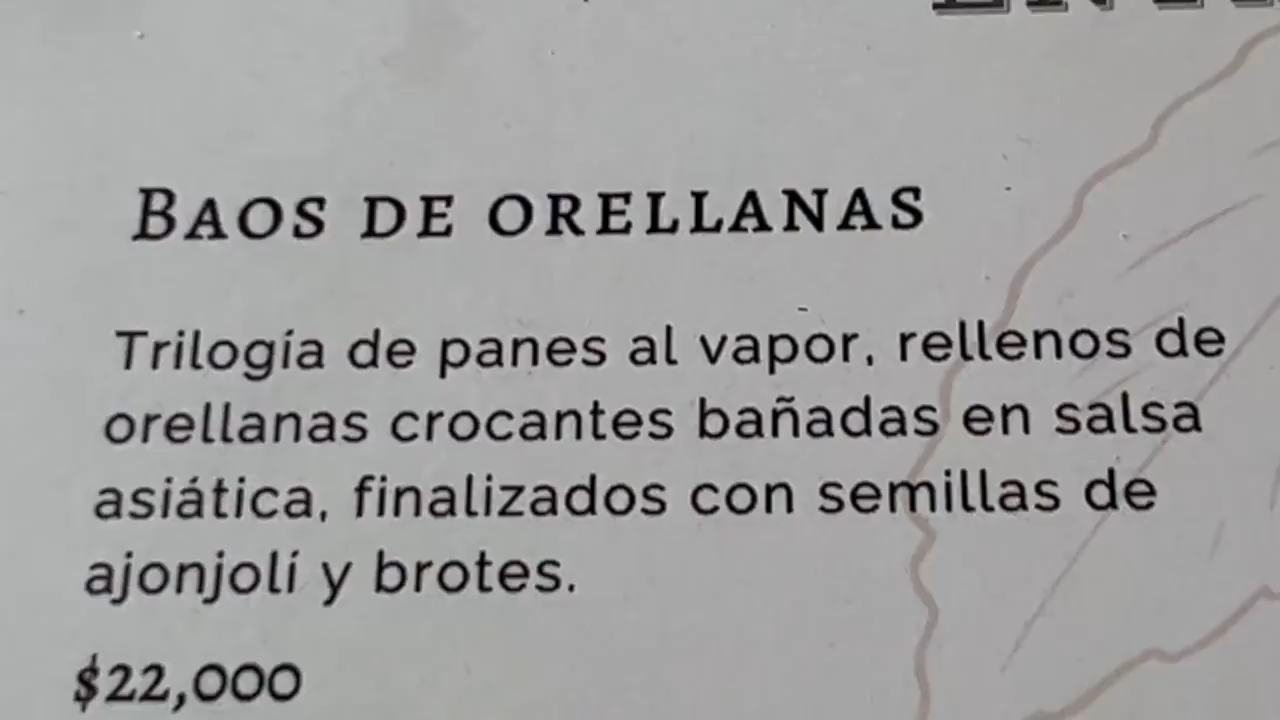 Baos de orellanas
Trilogía de panes al vapor, rellenos de
orellanas crocantes bañadas en salsa
asiática, finalizados con semillas de
ajonjolí y brotes.
$22,000